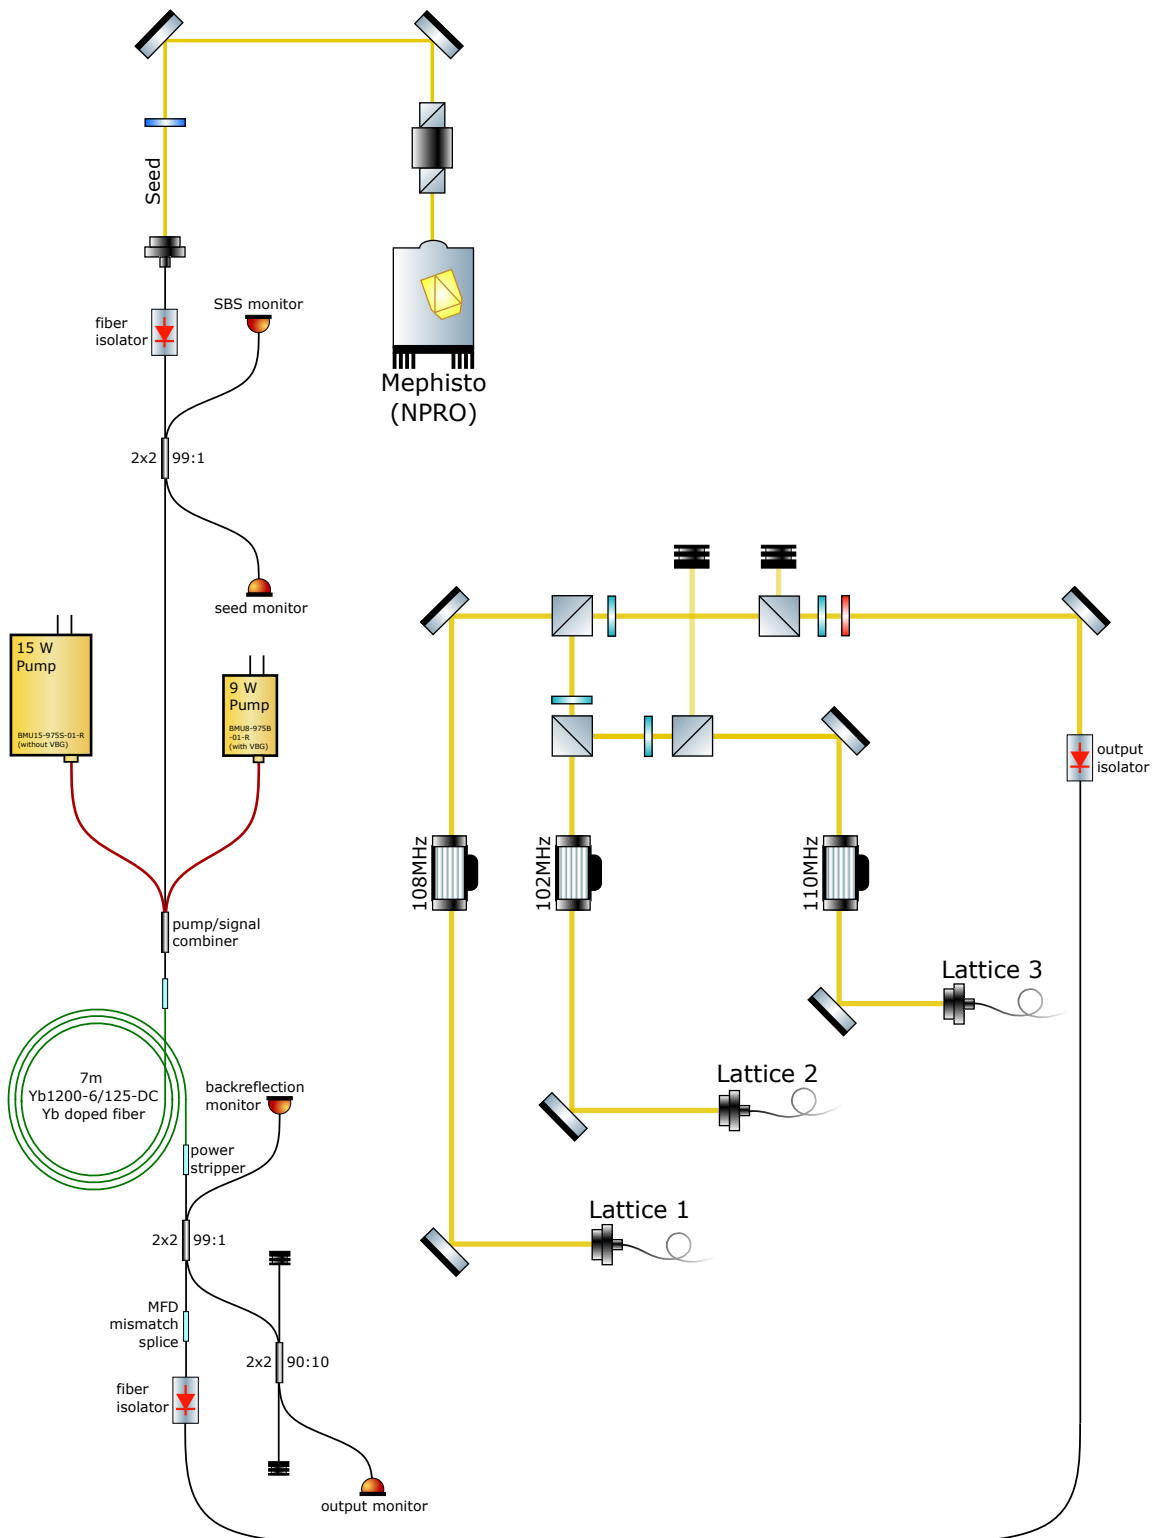 Seed
SBS monitor
fiber
isolator
Mephisto
(NPRO)
2x2
99:1
seed monitor
15 W
Pump
BMU15-975S-01-R
(without VBG)
9 W
Pump
BMU8-975B
-01-R
(with VBG)
output
isolator
108MHz
102MHz
110MHz
pump/signal
combiner
Lattice 3
7m
Yb1200-6/125-DC
Yb doped fiber
backreflection
monitor
Lattice 2
power
stripper
Lattice 1
2x2
99:1
MFD
mismatch
splice
2x2
90:10
fiber
isolator
output monitor